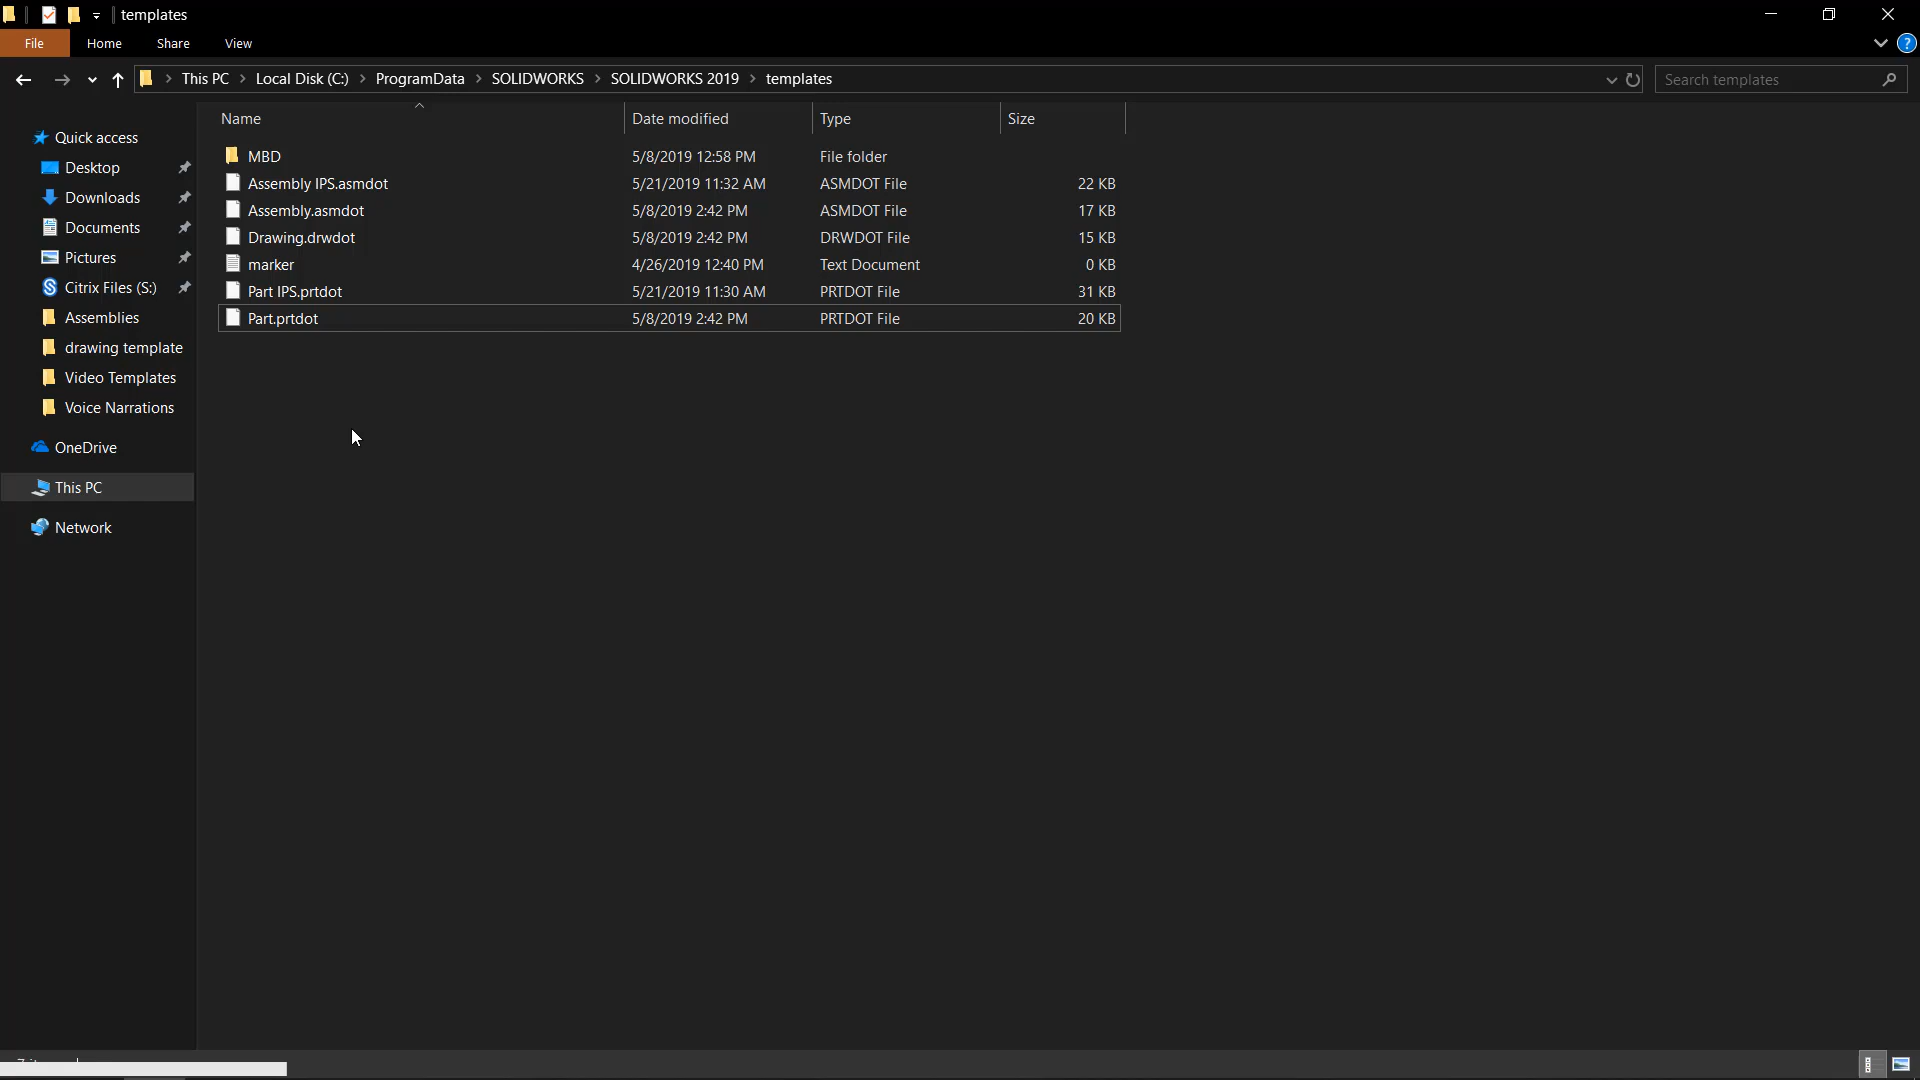 templates
File Home Share View
This PC Local Disk (C:) ProgramData SOLIDWORKS SOLIDWORKS 2019 templates
Search templates
Name Date modified Type Size
Quick access
Desktop
Downloads
Documents
Pictures
Citrix Files (S:)
Assemblies
drawing template
Video Templates
Voice Narrations
OneDrive
This PC
Network
MBD 5/8/2019 12:58 PM File folder
Assembly IPS.asmdot 5/21/2019 11:32 AM ASMDOT File 22 KB
Assembly.asmdot 5/8/2019 2:42 PM ASMDOT File 17 KB
Drawing.drwdot 5/8/2019 2:42 PM DRWDOT File 15 KB
marker 4/26/2019 12:40 PM Text Document 0 KB
Part IPS.prtdot 5/21/2019 11:30 AM PRTDOT File 31 KB
Part.prtdot 5/8/2019 2:42 PM PRTDOT File 20 KB